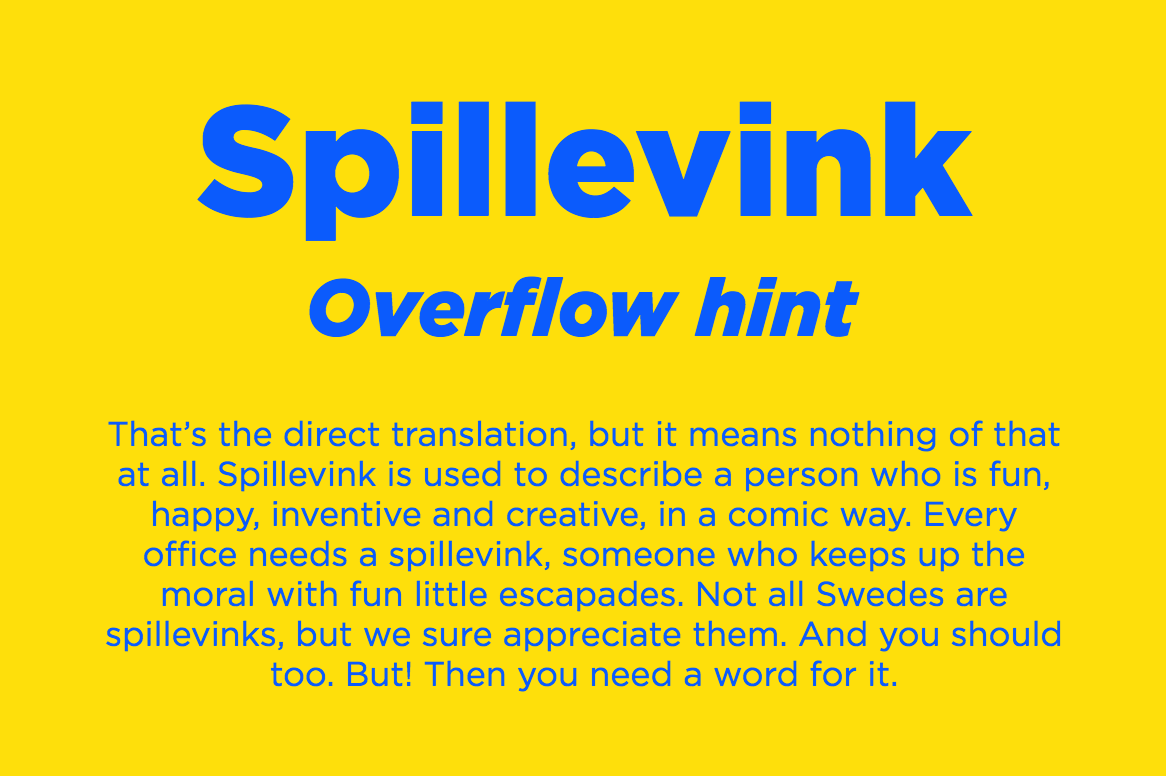 Spillevink
Overflow hint
That’s the direct translation, but it means nothing of that
at all. Spillevink is used to describe a person who is fun,
happy, inventive and creative, in a comic way. Every
office needs a spillevink, someone who keeps up the
moral with fun little escapades. Not all Swedes are
spillevinks, but we sure appreciate them. And you should
too. But! Then you need a word for it.